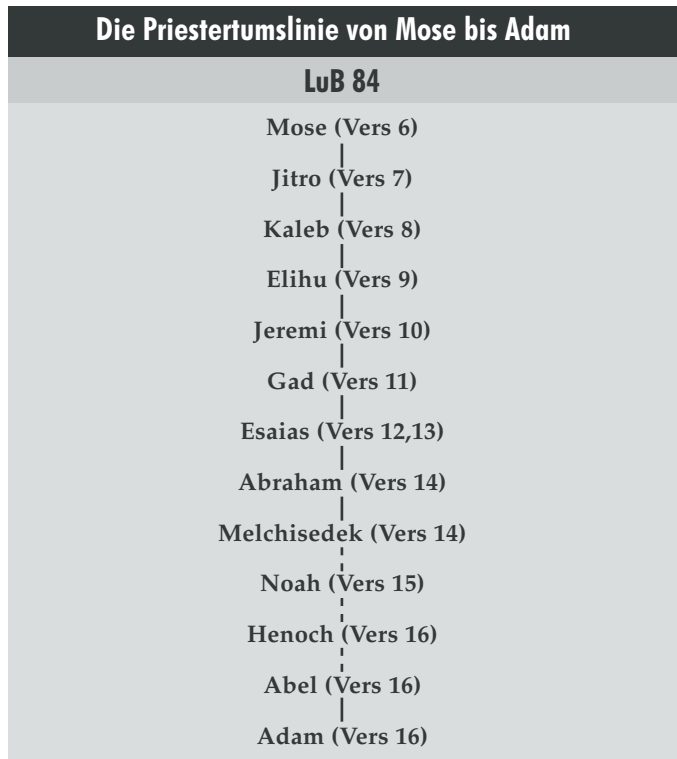 Die Priestertumslinie von Mose bis Adam
LuB 84
Mose (Vers 6)
Jitro (Vers 7)
Kaleb (Vers 8)
Elihu (Vers 9)
Jeremi (Vers 10)
Gad (Vers 11)
Esaias (Vers 12,13)
Abraham (Vers 14)
Melchisedek (Vers 14)
Noah (Vers 15)
Henoch (Vers 16)
Abel (Vers 16)
Adam (Vers 16)